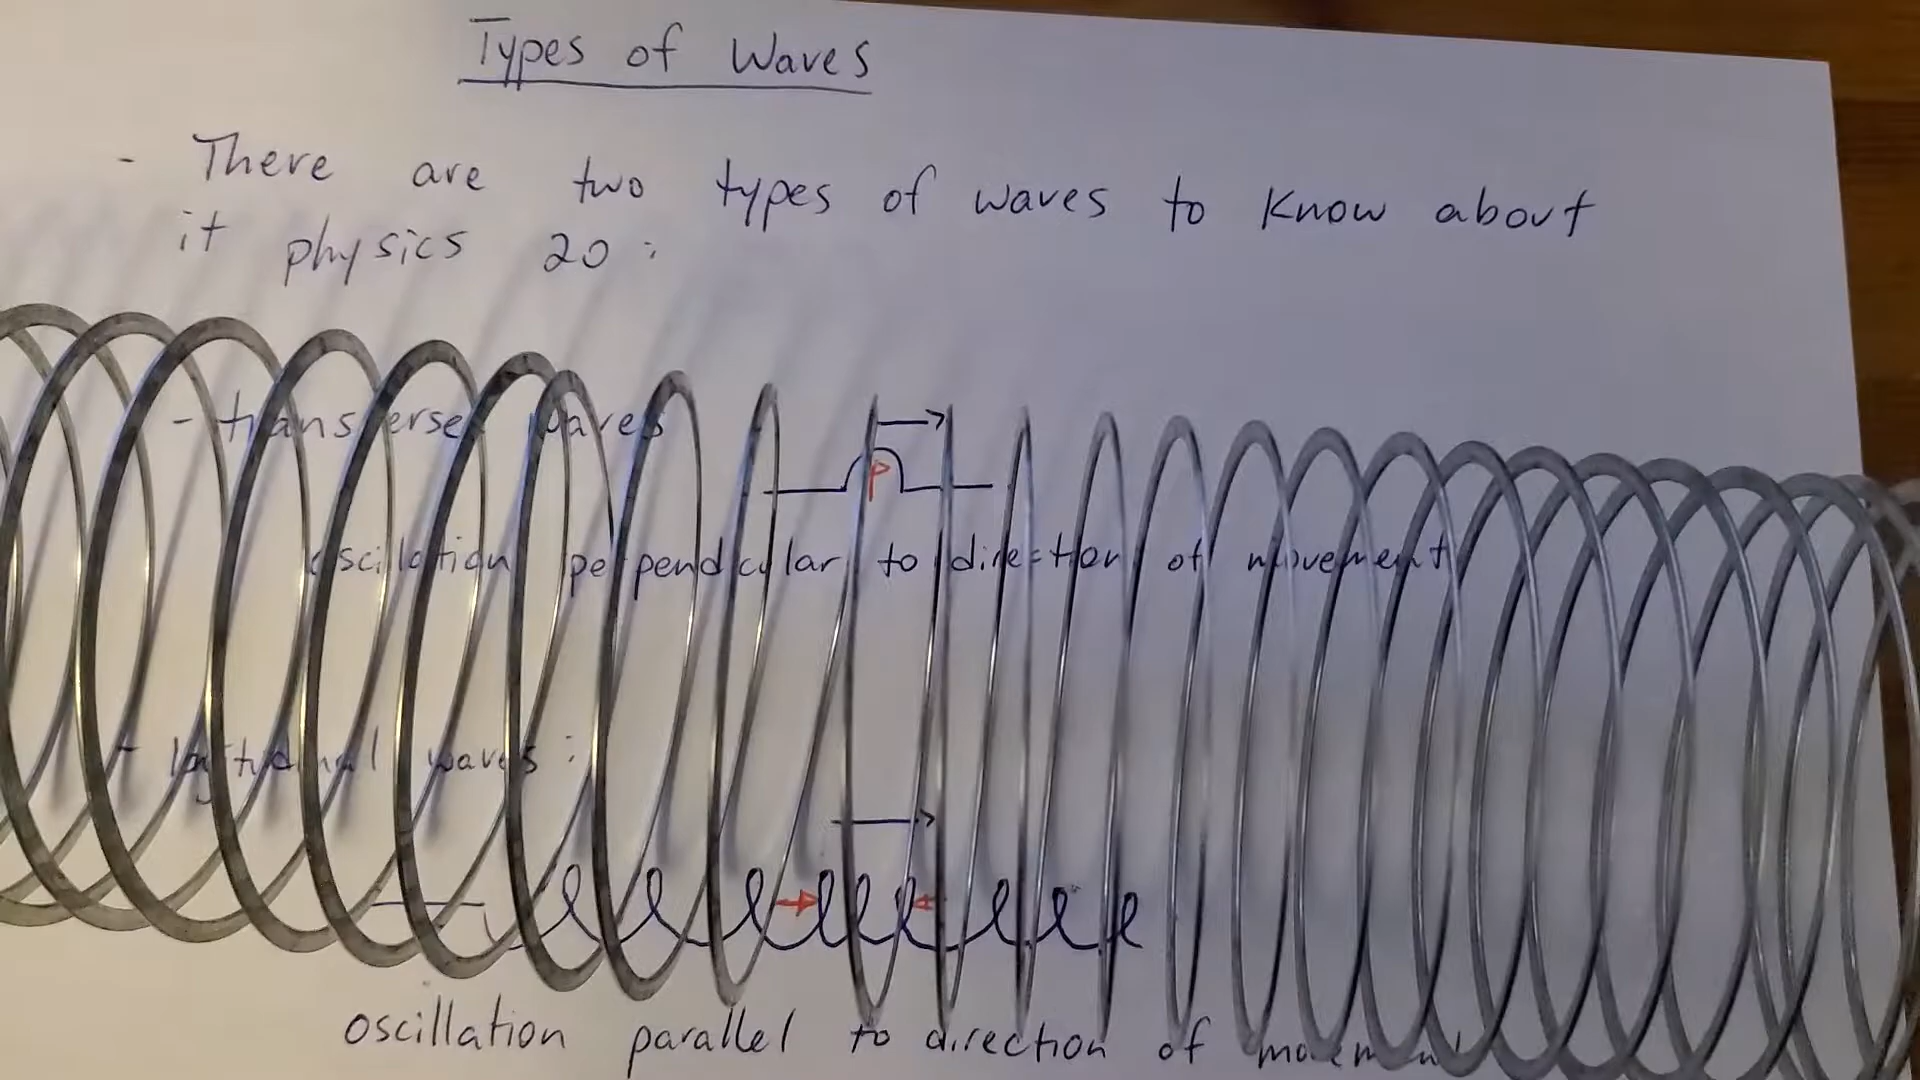 Types of Waves
- There are two types of waves to know about
it physics 20:
- transverse waves
P
oscillation perpendicular to direction of movement
- longitudinal waves:
oscillation parallel to direction of movement